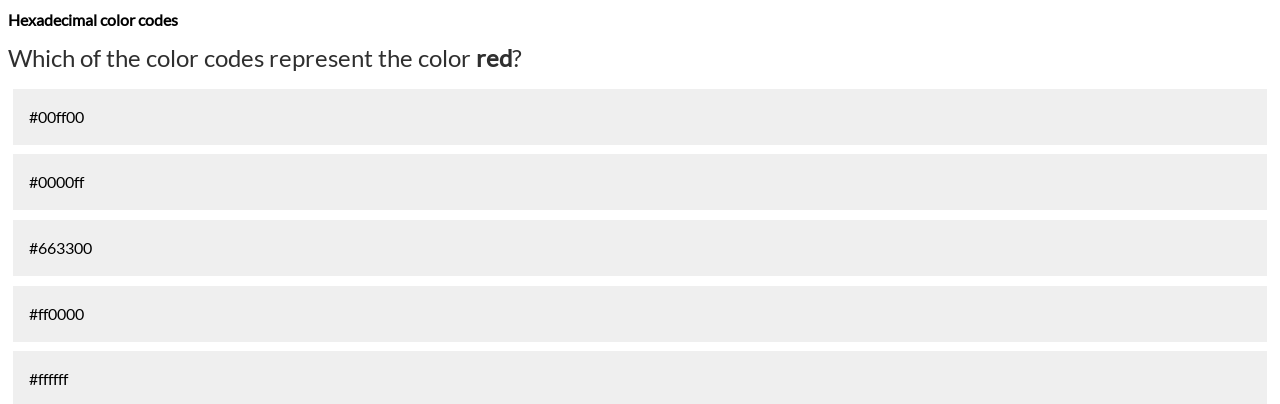 Hexadecimal color codes
Which of the color codes represent the color red?
#00ff00
#0000ff
#663300
#ff0000
#ffffff